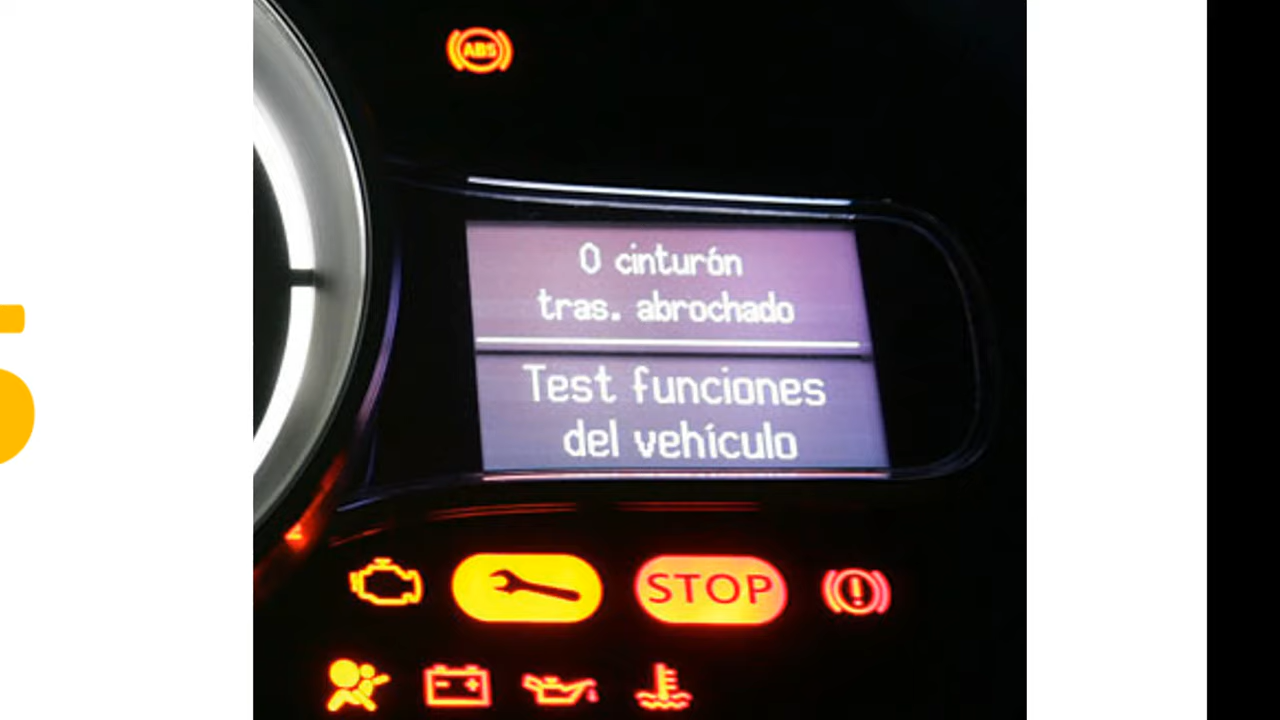 ABS
0 cinturón
tras. abrochado
Test funciones
del vehículo
STOP